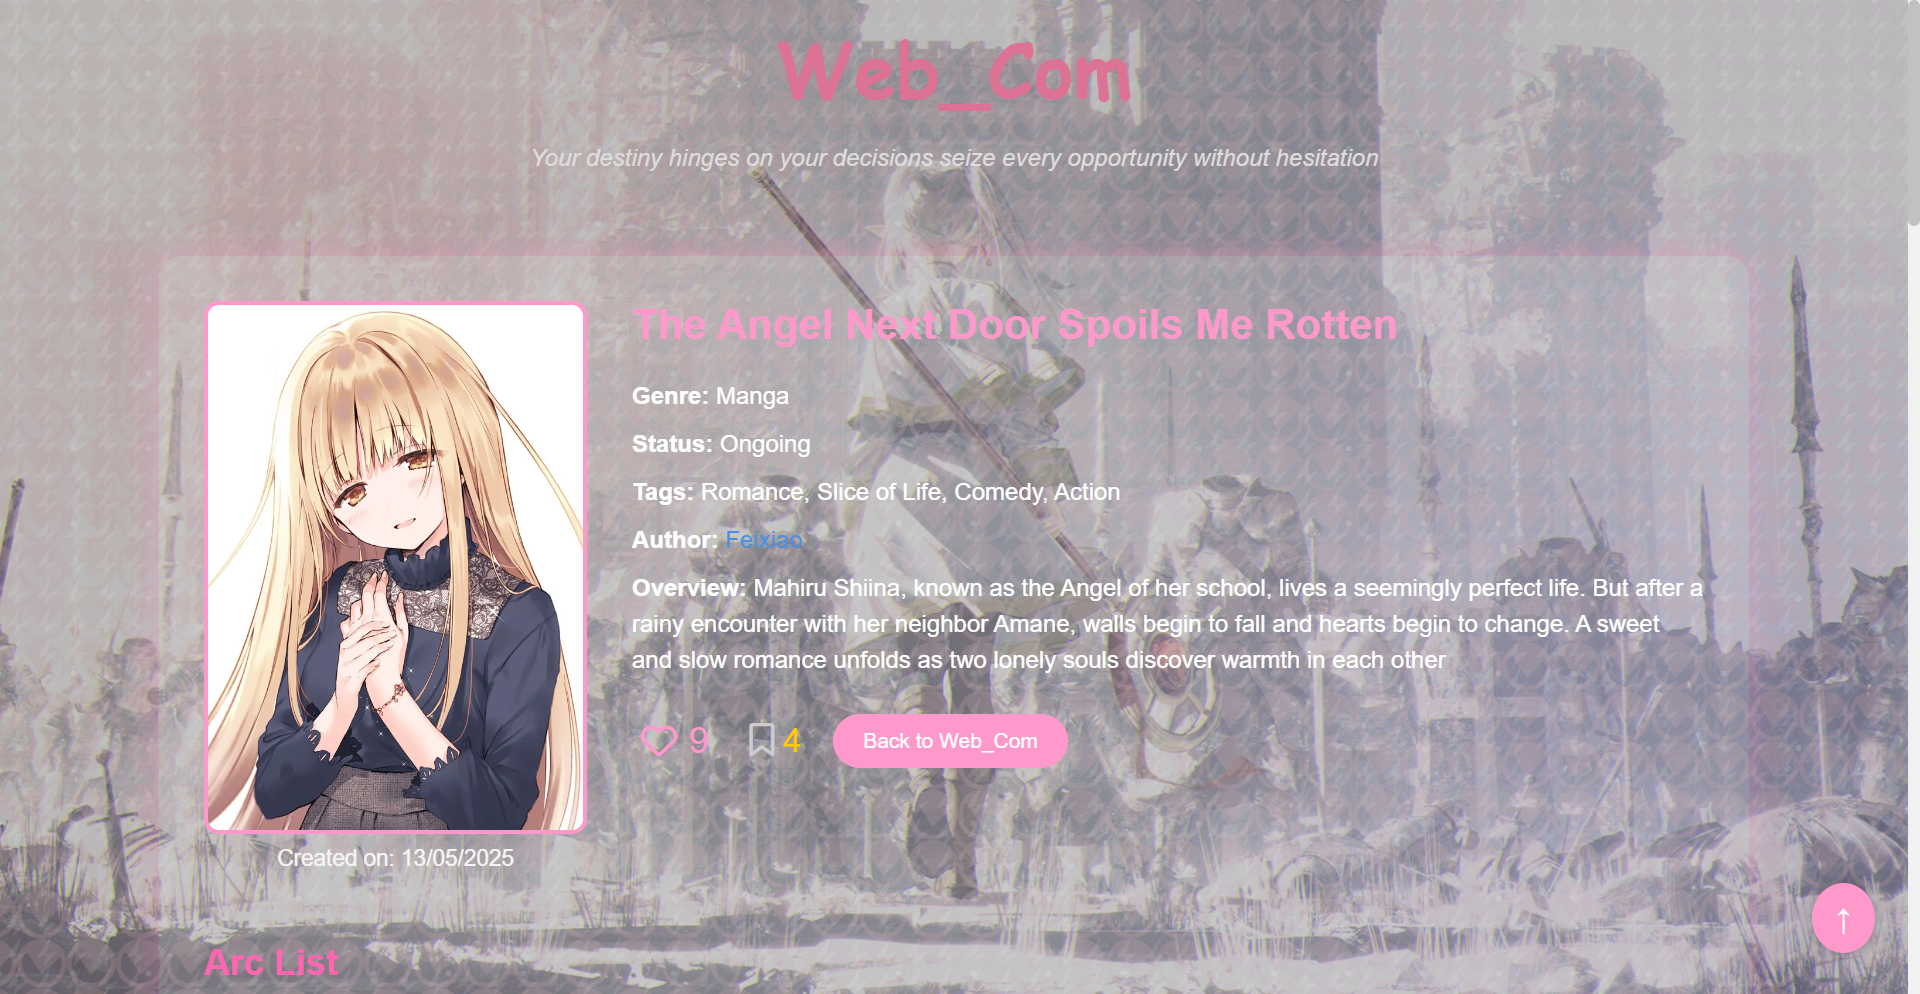 Web_Com
Your destiny hinges on your decisions seize every opportunity without hesitation
The Angel Next Door Spoils Me Rotten
Genre: Manga
Status: Ongoing
Tags: Romance, Slice of Life, Comedy, Action
Author: Feixiao
Overview: Mahiru Shiina, known as the Angel of her school, lives a seemingly perfect life. But after a
rainy encounter with her neighbor Amane, walls begin to fall and hearts begin to change. A sweet
and slow romance unfolds as two lonely souls discover warmth in each other
9 4 Back to Web_Com
Created on: 13/05/2025
↑
Arc List